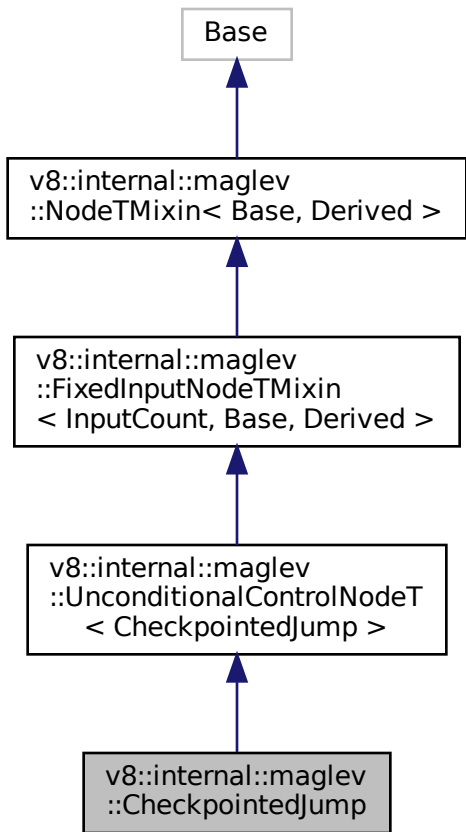 Base
v8::internal::maglev
::NodeTMixin< Base, Derived >
v8::internal::maglev
::FixedInputNodeTMixin
< InputCount, Base, Derived >
v8::internal::maglev
::UnconditionalControlNodeT
< CheckpointedJump >
v8::internal::maglev
::CheckpointedJump